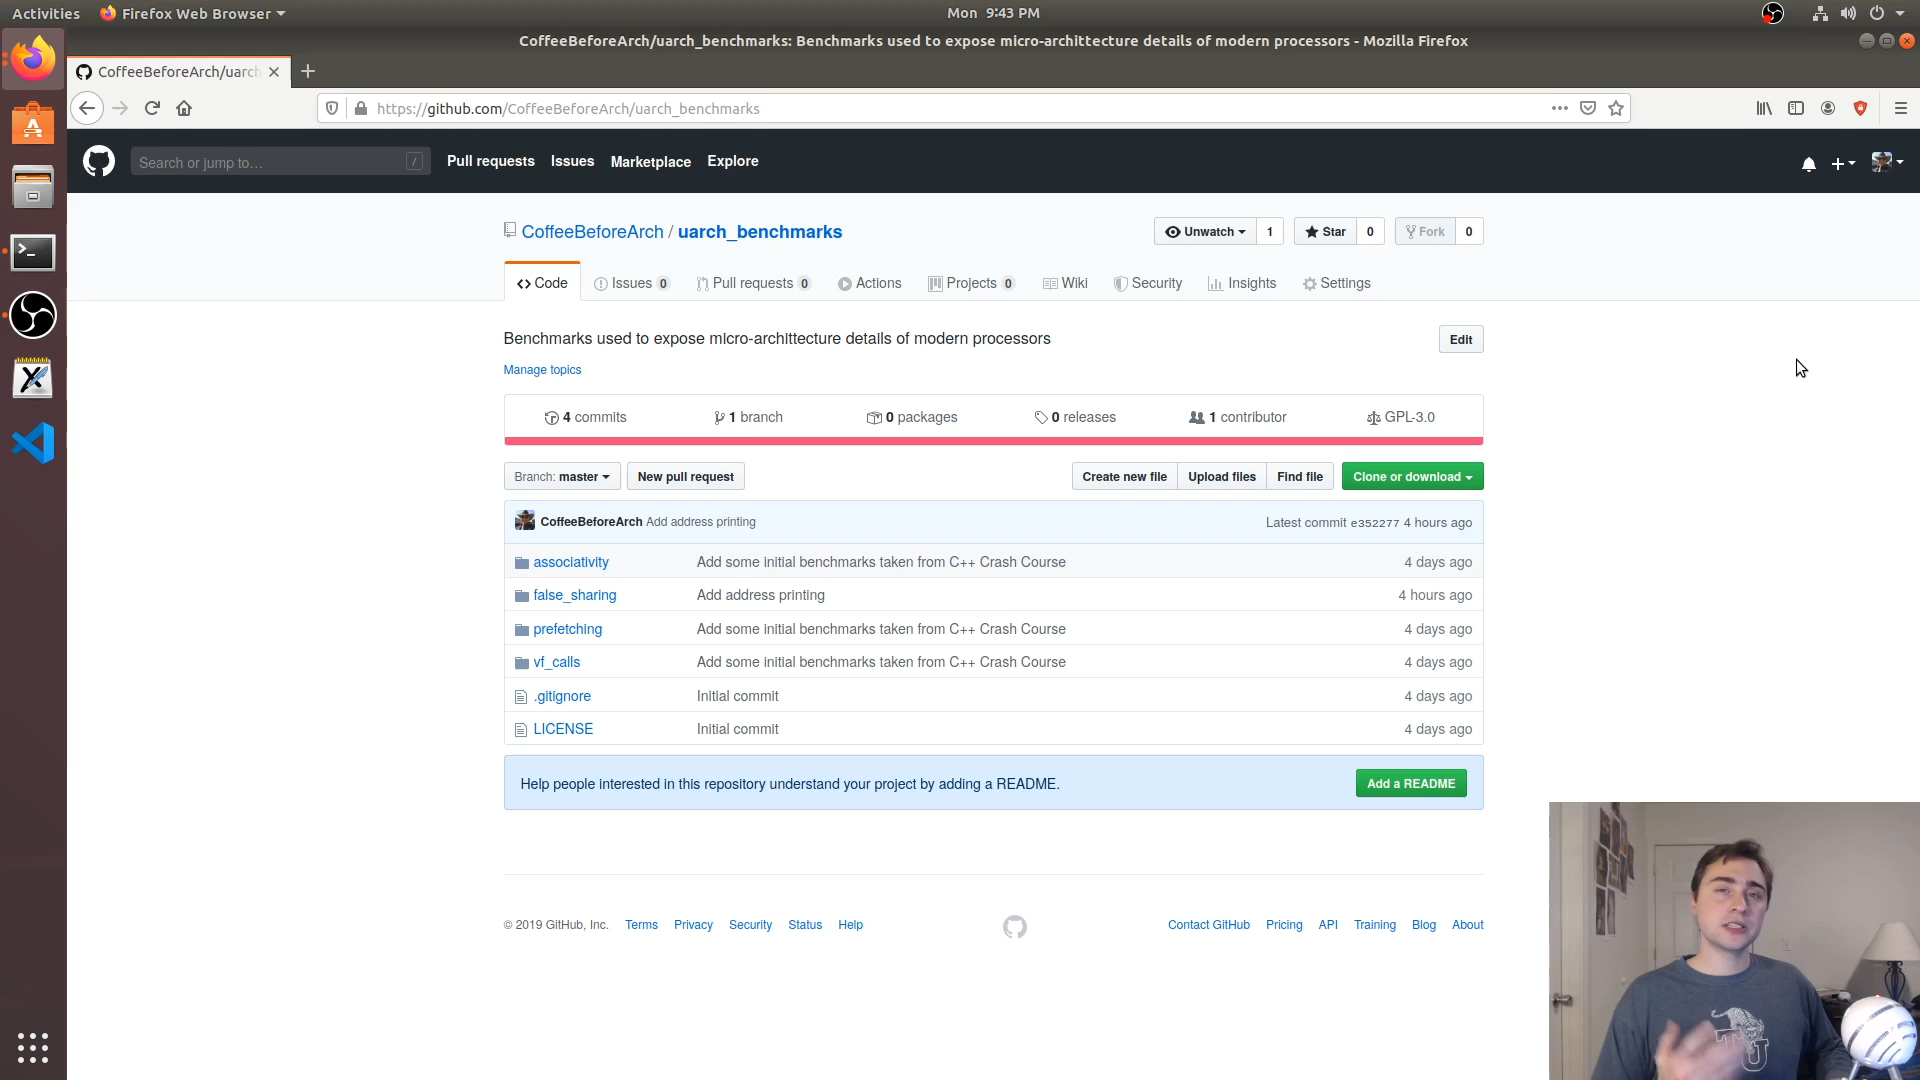 Activities
Firefox Web Browser
Mon 9:43 PM
CoffeeBeforeArch/uarch_benchmarks: Benchmarks used to expose micro-archittecture details of modern processors - Mozilla Firefox
CoffeeBeforeArch/uarch
https://github.com/CoffeeBeforeArch/uarch_benchmarks
Search or jump to…
/
Pull requests
Issues
Marketplace
Explore
CoffeeBeforeArch / uarch_benchmarks
Unwatch 1
Star 0
Fork 0
Code
Issues 0
Pull requests 0
Actions
Projects 0
Wiki
Security
Insights
Settings
Benchmarks used to expose micro-archittecture details of modern processors
Edit
Manage topics
4 commits
1 branch
0 packages
0 releases
1 contributor
GPL-3.0
Branch: master
New pull request
Create new file
Upload files
Find file
Clone or download
CoffeeBeforeArch Add address printing
Latest commit e352277 4 hours ago
associativity Add some initial benchmarks taken from C++ Crash Course 4 days ago
false_sharing Add address printing 4 hours ago
prefetching Add some initial benchmarks taken from C++ Crash Course 4 days ago
vf_calls Add some initial benchmarks taken from C++ Crash Course 4 days ago
.gitignore Initial commit 4 days ago
LICENSE Initial commit 4 days ago
Help people interested in this repository understand your project by adding a README.
Add a README
© 2019 GitHub, Inc.
Terms
Privacy
Security
Status
Help
Contact GitHub
Pricing
API
Training
Blog
About